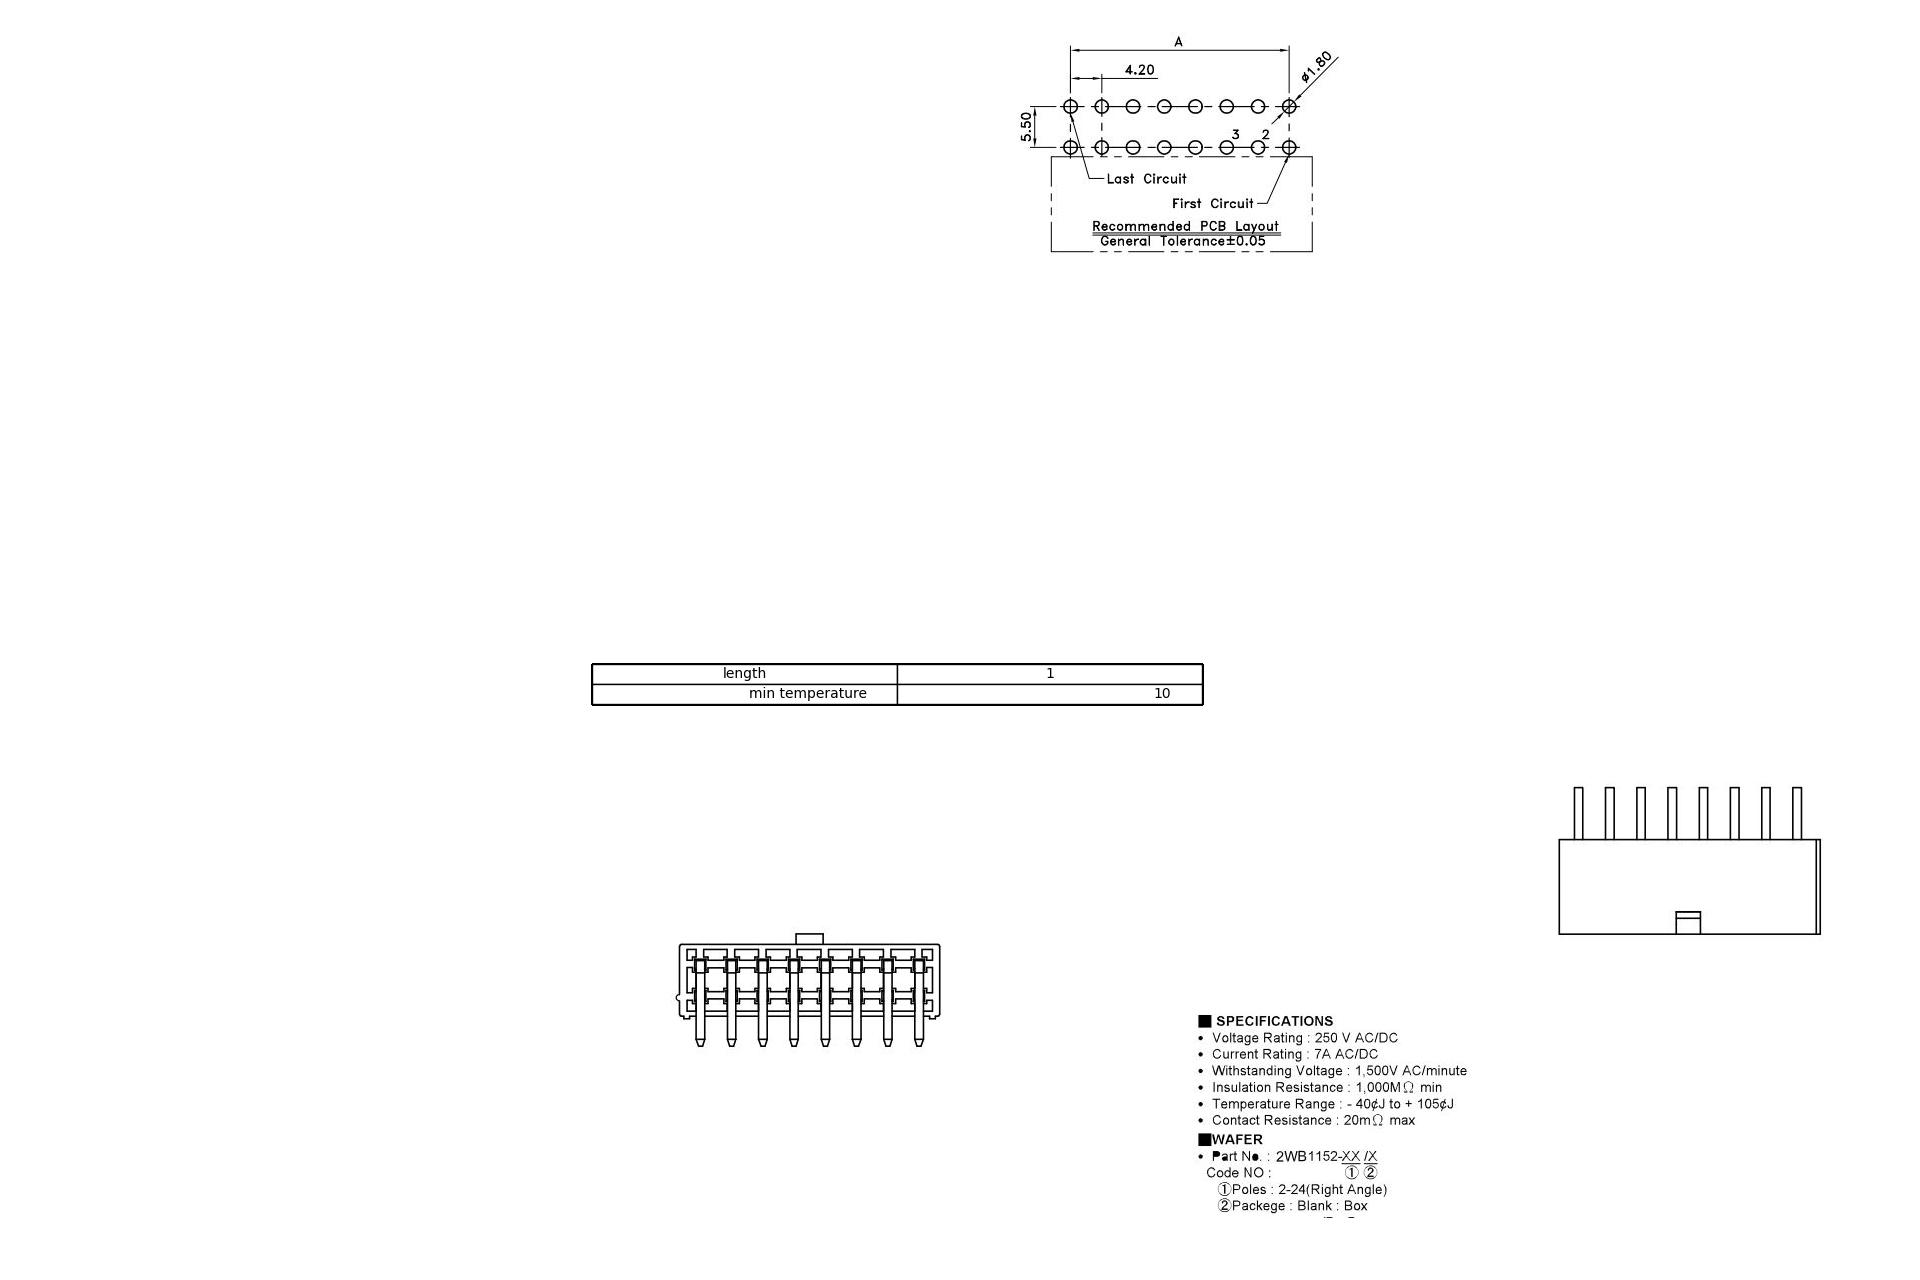 A
4.20
ø1.80
5.50
3 2
Last Circuit
First Circuit
Recommended PCB Layout
General Tolerance±0.05
length 1
min temperature 10
■ SPECIFICATIONS
• Voltage Rating : 250 V AC/DC
• Current Rating : 7A AC/DC
• Withstanding Voltage : 1,500V AC/minute
• Insulation Resistance : 1,000MΩ min
• Temperature Range : - 40¢J to + 105¢J
• Contact Resistance : 20mΩ max
■WAFER
• Part No. : 2WB1152-XX /X
Code NO : ① ②
①Poles : 2-24(Right Angle)
②Packege : Blank : Box